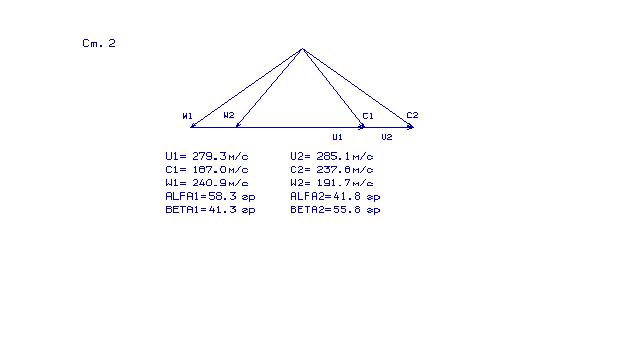 Ст. 2
W1 W2 C1 C2
U1 U2
U1= 279.3м/с U2= 285.1м/с
C1= 187.0м/с C2= 237.6м/с
W1= 240.9м/с W2= 191.7м/с
ALFA1=58.3 гр ALFA2=41.8 гр
BETA1=41.3 гр BETA2=55.8 гр